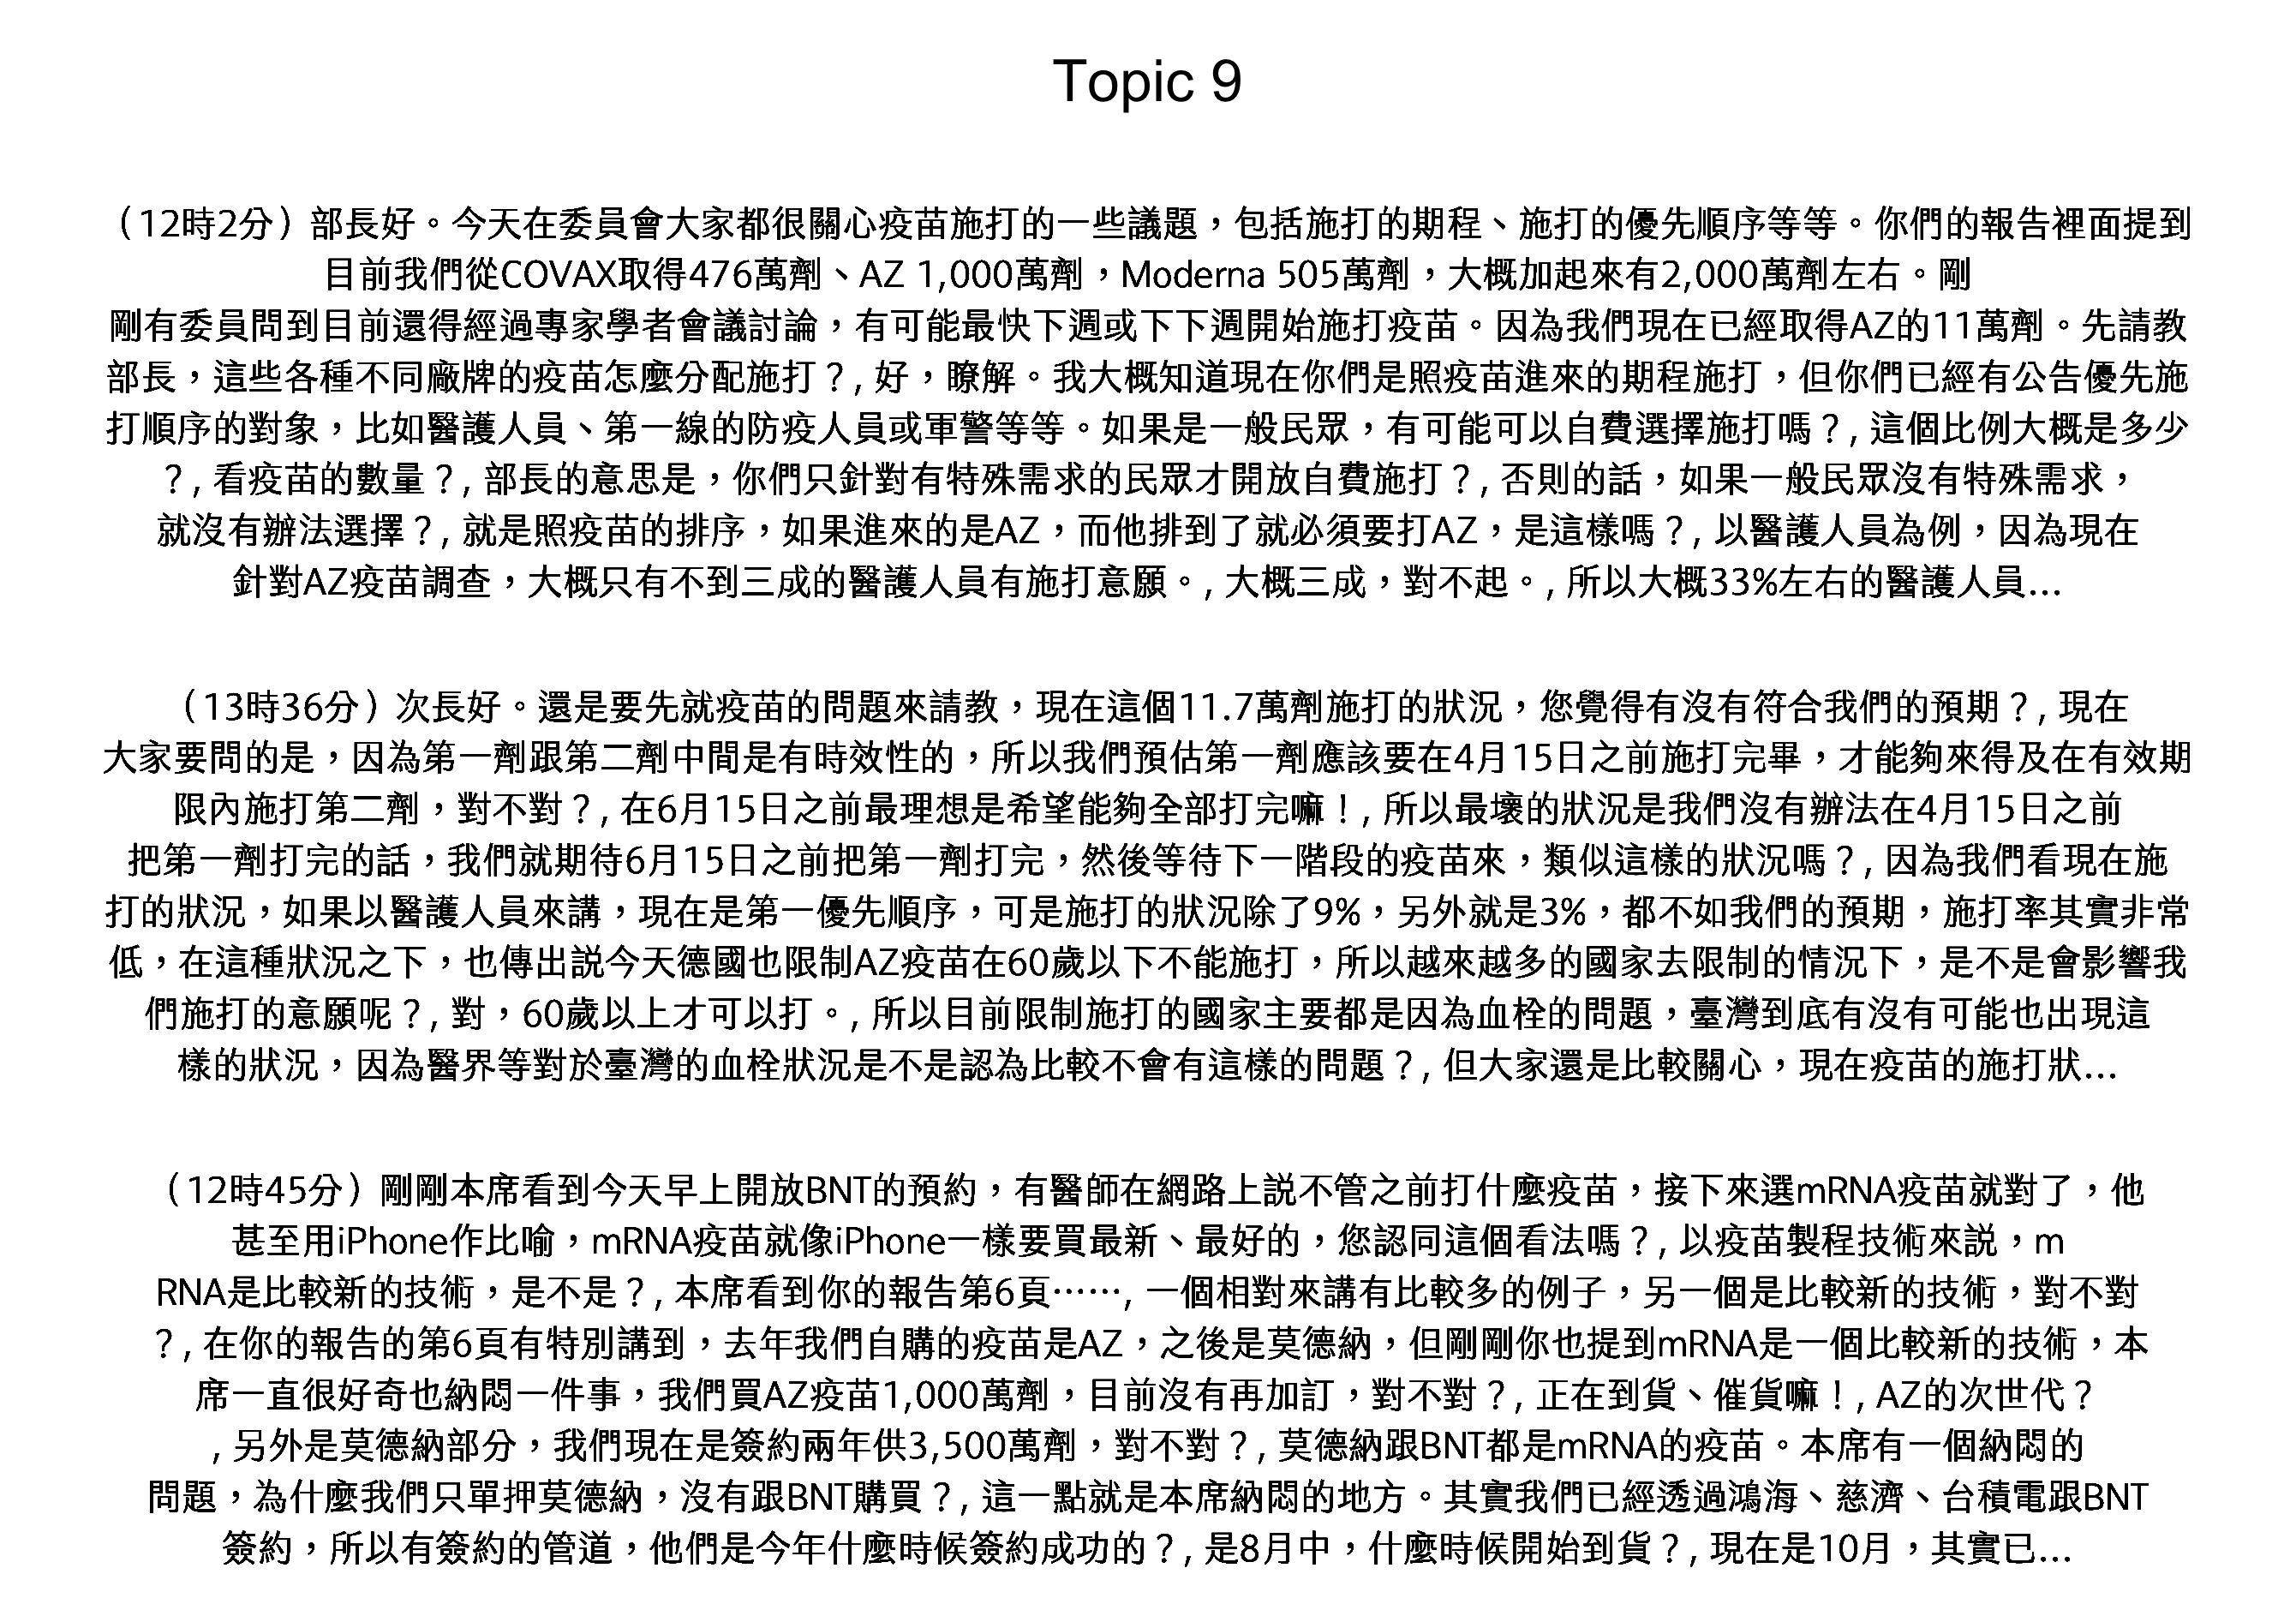 Topic 9
（12時2分）部長好。今天在委員會大家都很關心疫苗施打的一些議題，包括施打的期程、施打的優先順序等等。你們的報告裡面提到
目前我們從COVAX取得476萬劑、AZ 1,000萬劑，Moderna 505萬劑，大概加起來有2,000萬劑左右。剛
剛有委員問到目前還得經過專家學者會議討論，有可能最快下週或下下週開始施打疫苗。因為我們現在已經取得AZ的11萬劑。先請教
部長，這些各種不同廠牌的疫苗怎麼分配施打？, 好，瞭解。我大概知道現在你們是照疫苗進來的期程施打，但你們已經有公告優先施
打順序的對象，比如醫護人員、第一線的防疫人員或軍警等等。如果是一般民眾，有可能可以自費選擇施打嗎？, 這個比例大概是多少
？, 看疫苗的數量？, 部長的意思是，你們只針對有特殊需求的民眾才開放自費施打？, 否則的話，如果一般民眾沒有特殊需求，
就沒有辦法選擇？, 就是照疫苗的排序，如果進來的是AZ，而他排到了就必須要打AZ，是這樣嗎？, 以醫護人員為例，因為現在
針對AZ疫苗調查，大概只有不到三成的醫護人員有施打意願。, 大概三成，對不起。, 所以大概33%左右的醫護人員...
（13時36分）次長好。還是要先就疫苗的問題來請教，現在這個11.7萬劑施打的狀況，您覺得有沒有符合我們的預期？, 現在
大家要問的是，因為第一劑跟第二劑中間是有時效性的，所以我們預估第一劑應該要在4月15日之前施打完畢，才能夠來得及在有效期
限內施打第二劑，對不對？, 在6月15日之前最理想是希望能夠全部打完嘛！, 所以最壞的狀況是我們沒有辦法在4月15日之前
把第一劑打完的話，我們就期待6月15日之前把第一劑打完，然後等待下一階段的疫苗來，類似這樣的狀況嗎？, 因為我們看現在施
打的狀況，如果以醫護人員來講，現在是第一優先順序，可是施打的狀況除了9%，另外就是3%，都不如我們的預期，施打率其實非常
低，在這種狀況之下，也傳出說今天德國也限制AZ疫苗在60歲以下不能施打，所以越來越多的國家去限制的情況下，是不是會影響我
們施打的意願呢？, 對，60歲以上才可以打。, 所以目前限制施打的國家主要都是因為血栓的問題，臺灣到底有沒有可能也出現這
樣的狀況，因為醫界等對於臺灣的血栓狀況是不是認為比較不會有這樣的問題？, 但大家還是比較關心，現在疫苗的施打狀...
（12時45分）剛剛本席看到今天早上開放BNT的預約，有醫師在網路上說不管之前打什麼疫苗，接下來選mRNA疫苗就對了，他
甚至用iPhone作比喻，mRNA疫苗就像iPhone一樣要買最新、最好的，您認同這個看法嗎？, 以疫苗製程技術來說，m
RNA是比較新的技術，是不是？, 本席看到你的報告第6頁……, 一個相對來講有比較多的例子，另一個是比較新的技術，對不對
？, 在你的報告的第6頁有特別講到，去年我們自購的疫苗是AZ，之後是莫德納，但剛剛你也提到mRNA是一個比較新的技術，本
席一直很好奇也納悶一件事，我們買AZ疫苗1,000萬劑，目前沒有再加訂，對不對？, 正在到貨、催貨嘛！, AZ的次世代？
, 另外是莫德納部分，我們現在是簽約兩年供3,500萬劑，對不對？, 莫德納跟BNT都是mRNA的疫苗。本席有一個納悶的
問題，為什麼我們只單押莫德納，沒有跟BNT購買？, 這一點就是本席納悶的地方。其實我們已經透過鴻海、慈濟、台積電跟BNT
簽約，所以有簽約的管道，他們是今年什麼時候簽約成功的？, 是8月中，什麼時候開始到貨？, 現在是10月，其實已...